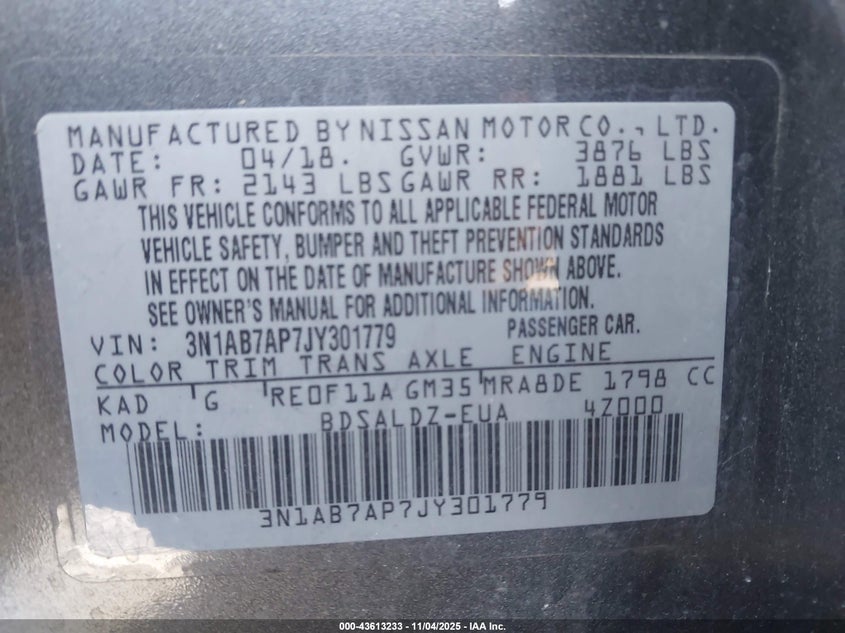 MANUFACTURED BY NISSAN MOTOR CO., LTD.
DATE: 04/18. GVWR: 3876 LBS
GAWR FR: 2143 LBS GAWR RR: 1881 LBS
THIS VEHICLE CONFORMS TO ALL APPLICABLE FEDERAL MOTOR
VEHICLE SAFETY, BUMPER AND THEFT PREVENTION STANDARDS
IN EFFECT ON THE DATE OF MANUFACTURE SHOWN ABOVE.
SEE OWNER'S MANUAL FOR ADDITIONAL INFORMATION.
VIN: 3N1AB7AP7JY301779 PASSENGER CAR.
COLOR TRIM TRANS AXLE ENGINE
KAD G RE0F11A GM35 MRA8DE 1798 CC
MODEL: BDSALDZ-EUA 4Z000
3N1AB7AP7JY301779
000-43613233 - 11/04/2025 - IAA Inc.